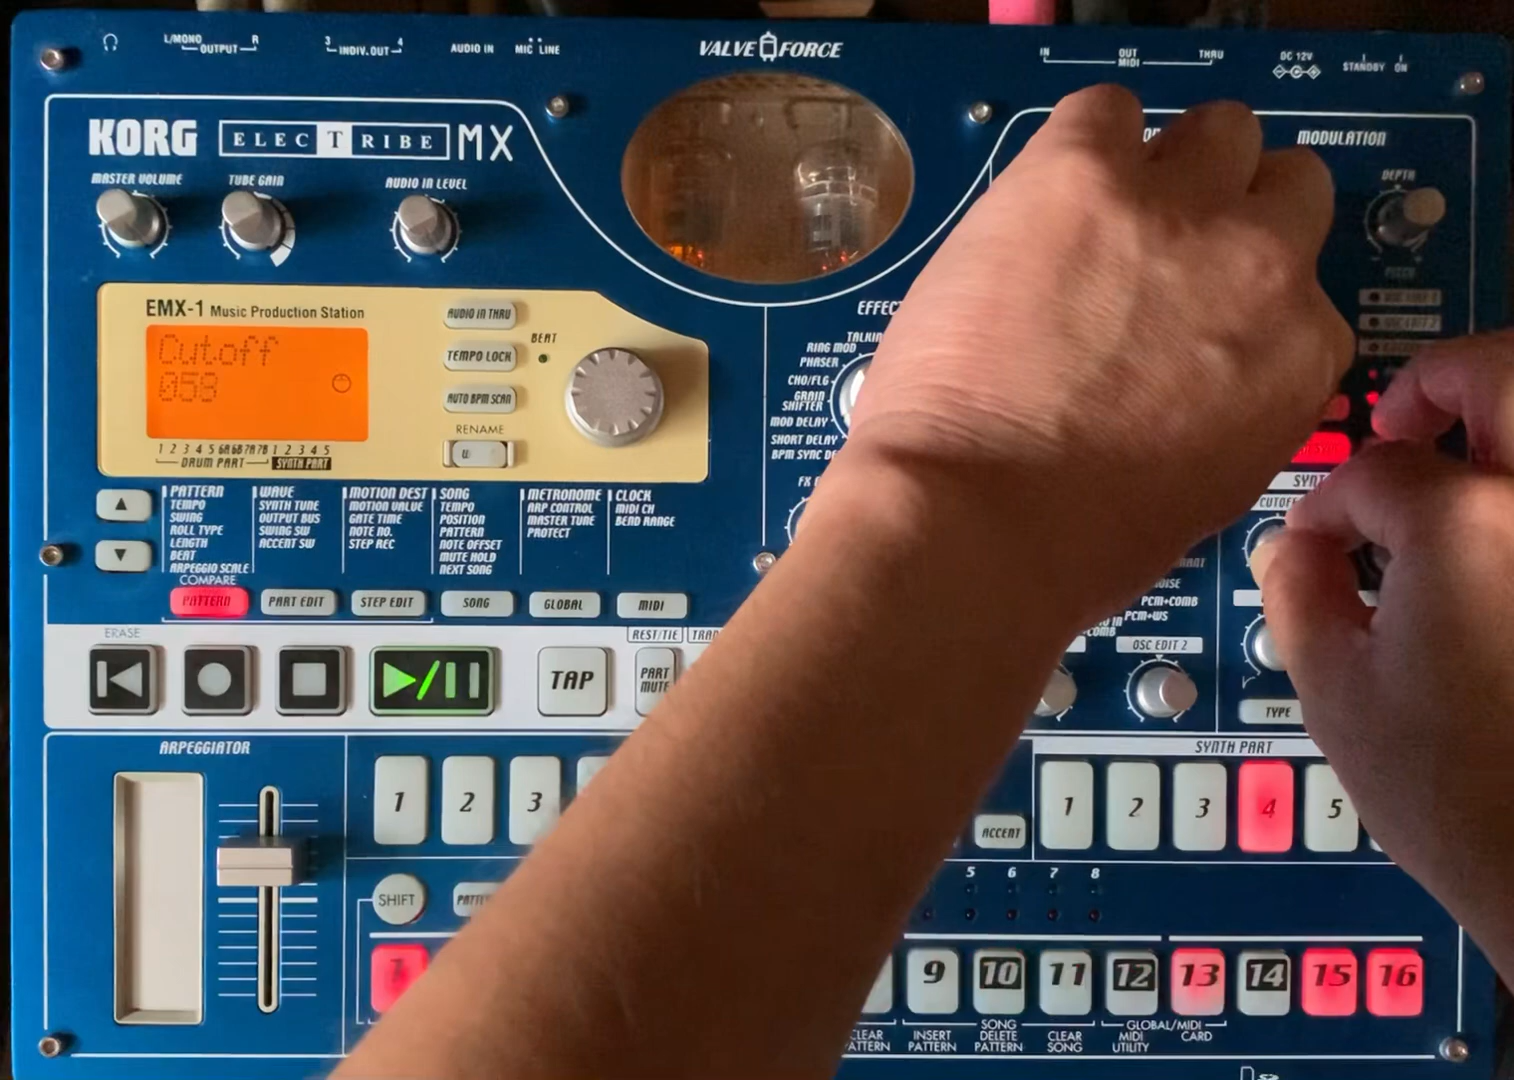 L/MONO OUTPUT R
3 INDIV.OUT 4
AUDIO IN
MIC LINE
VALVE FORCE
IN OUT THRU
MIDI
DC 12V
STANDBY ON
KORG ELECTRIBE MX
MODULATION
MASTER VOLUME
TUBE GAIN
AUDIO IN LEVEL
DEPTH
EMX-1 Music Production Station
Cutoff
058
1 2 3 4 5 6A 6B 7A 7B 1 2 3 4 5
DRUM PART SYNTH PART
AUDIO IN THRU
BEAT
TEMPO LOCK
AUTO BPM SCAN
RENAME
EFFECT
RING MOD
PHASER
CHO/FLG
GRAIN
SHIFTER
MOD DELAY
SHORT DELAY
BPM SYNC
CUTOFF
PATTERN
TEMPO
SWING
ROLL TYPE
LENGTH
BEAT
ARPEGGIO SCALE
WAVE
SYNTH TUNE
OUTPUT BUS
SWING SW
ACCENT SW
MOTION DEST
MOTION VALUE
GATE TIME
NOTE NO.
STEP REC
SONG
TEMPO
POSITION
PATTERN
NOTE OFFSET
MUTE HOLD
NEXT SONG
METRONOME
ARP CONTROL
MASTER TUNE
PROTECT
CLOCK
MIDI CH
BEND RANGE
COMPARE
PATTERN
PART EDIT
STEP EDIT
SONG
GLOBAL
MIDI
PCM+COMB
PCM+WS
OSC EDIT 2
ERASE
REST/TIE
TAP
PART
MUTE
TYPE
ARPEGGIATOR
SYNTH PART
1 2 3
1 2 3 4 5
ACCENT
SHIFT
5 6 7 8
1
9 10 11 12 13 14 15 16
INSERT
PATTERN
SONG
DELETE
PATTERN
CLEAR
SONG
GLOBAL/MIDI
MIDI
UTILITY
CARD